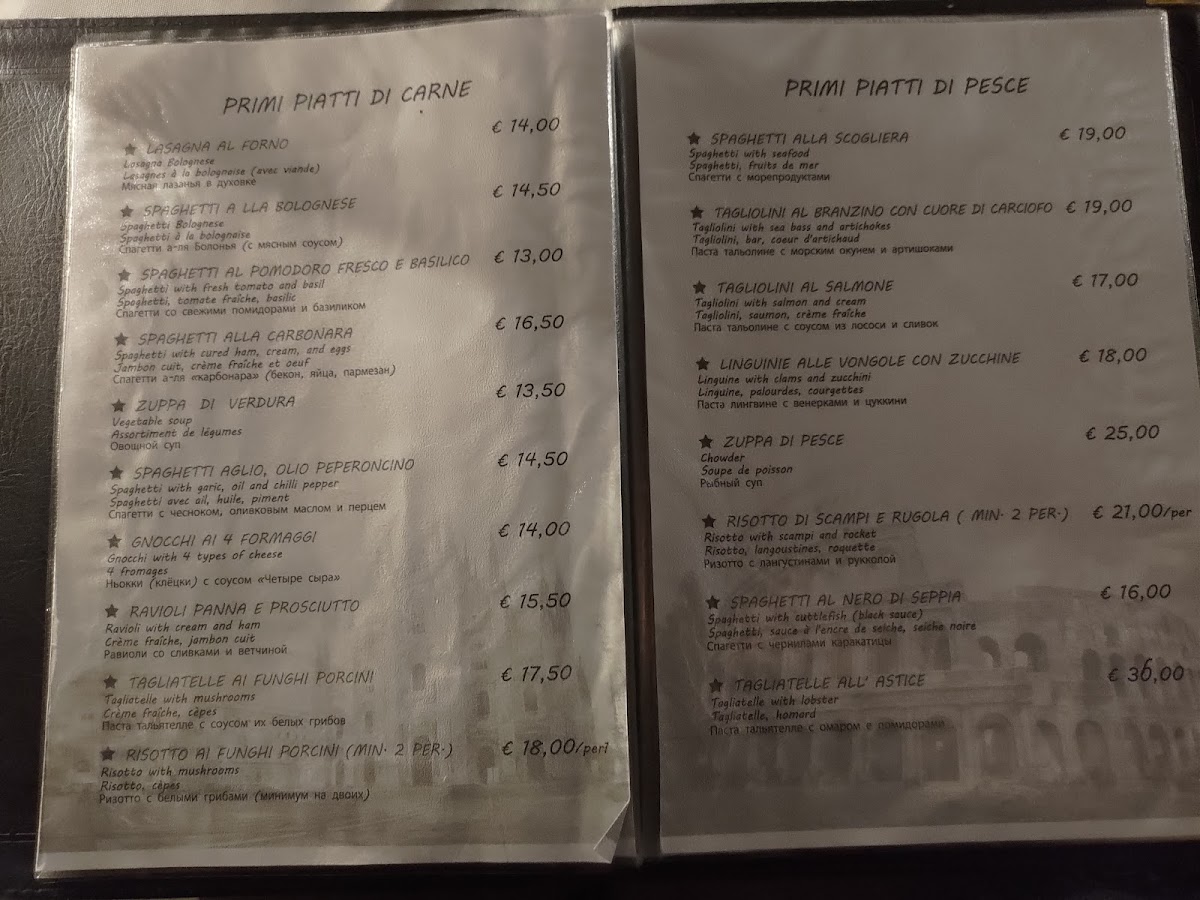 PRIMI PIATTI DI CARNE
★ LASAGNA AL FORNO € 14,00
Lasagna Bolognese
Lasagnes à la bolognaise (avec viande)
Мясная лазанья в духовке
★ SPAGHETTI A LLA BOLOGNESE € 14,50
Spaghetti Bolognese
Spaghetti à la bolognaise
Спагетти а-ля Болонья (с мясным соусом)
★ SPAGHETTI AL POMODORO FRESCO E BASILICO € 13,00
Spaghetti with fresh tomato and basil
Spaghetti, tomate fraîche, basilic
Спагетти со свежими помидорами и базиликом
★ SPAGHETTI ALLA CARBONARA € 16,50
Spaghetti with cured ham, cream, and eggs
Jambon cuit, crème fraîche et oeuf
Спагетти а-ля «карбонара» (бекон, яйца, пармезан)
★ ZUPPA DI VERDURA € 13,50
Vegetable soup
Assortiment de légumes
Овощной суп
★ SPAGHETTI AGLIO, OLIO PEPERONCINO € 14,50
Spaghetti with garic, oil and chilli pepper
Spaghetti avec ail, huile, piment
Спагетти с чесноком, оливковым маслом и перцем
★ GNOCCHI AI 4 FORMAGGI € 14,00
Gnocchi with 4 types of cheese
4 fromages
Ньокки (клёцки) с соусом «Четыре сыра»
★ RAVIOLI PANNA E PROSCIUTTO € 15,50
Ravioli with cream and ham
Crème fraîche, jambon cuit
Равиоли со сливками и ветчиной
★ TAGLIATELLE AI FUNGHI PORCINI € 17,50
Tagliatelle with mushrooms
Crème fraîche, cèpes
Паста тальятелле с соусом их белых грибов
★ RISOTTO AI FUNGHI PORCINI (MIN. 2 PER.) € 18,00/per
Risotto with mushrooms
Risotto, cèpes
Ризотто с белыми грибами (минимум на двоих)
PRIMI PIATTI DI PESCE
★ SPAGHETTI ALLA SCOGLIERA € 19,00
Spaghetti with seafood
Spaghetti, fruits de mer
Спагетти с морепродуктами
★ TAGLIOLINI AL BRANZINO CON CUORE DI CARCIOFO € 19,00
Tagliolini with sea bass and artichokes
Tagliolini, bar, coeur d'artichaud
Паста тальолине с морским окунем и артишоками
★ TAGLIOLINI AL SALMONE € 17,00
Tagliolini with salmon and cream
Tagliolini, saumon, crème fraîche
Паста тальолине с соусом из лососи и сливок
★ LINGUINIE ALLE VONGOLE CON ZUCCHINE € 18,00
Linguine with clams and zucchini
Linguine, palourdes, courgettes
Паста лингвине с венерками и цуккини
★ ZUPPA DI PESCE € 25,00
Chowder
Soupe de poisson
Рыбный суп
★ RISOTTO DI SCAMPI E RUGOLA ( MIN. 2 PER.) € 21,00/per
Risotto with scampi and rocket
Risotto, langoustines, roquette
Ризотто с лангустинами и рукколой
★ SPAGHETTI AL NERO DI SEPPIA € 16,00
Spaghetti with cuttlefish (black sauce)
Spaghetti, sauce à l'encre de seiche, seiche noire
Спагетти с чернилами каракатицы
★ TAGLIATELLE ALL' ASTICE € 36,00
Tagliatelle with lobster
Tagliatelle, homard
Паста тальятелле с омаром е помидорами